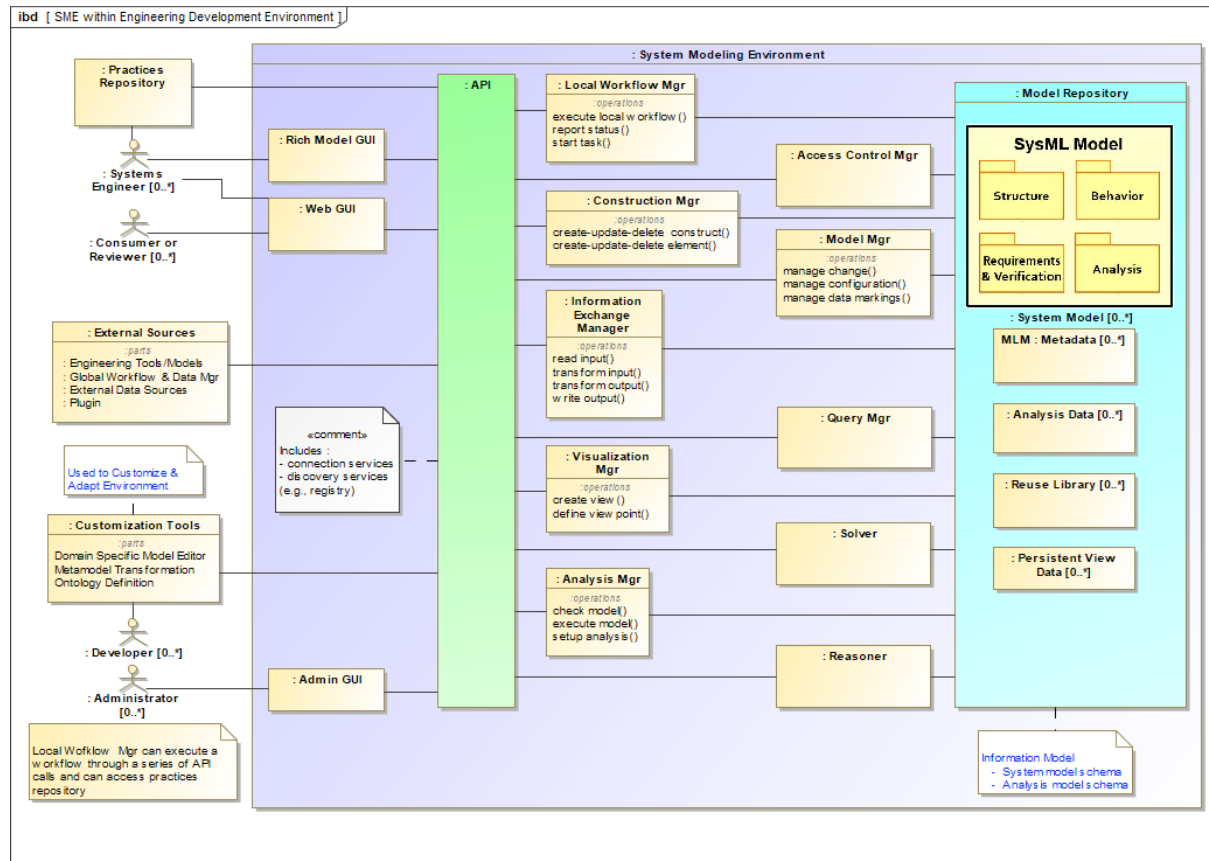 ibd [ SME within Engineering Development Environment ]
: System Modeling Environment
: Practices
Repository
: Systems
Engineer [0..*]
: Consumer or
Reviewer [0..*]
: External Sources
:parts
: Engineering Tools/Models
: Global Workflow & Data Mgr
: External Data Sources
: Plugin
Used to Customize &
Adapt Environment
: Customization Tools
:parts
Domain Specific Model Editor
Metamodel Transformation
Ontology Definition
: Developer [0..*]
: Administrator
[0..*]
Local Wofklow Mgr can execute a
workflow through a series of API
calls and can access practices
repository
: Rich Model GUI
: Web GUI
«comment»
Includes :
- connection services
- discovery services
(e.g., registry)
: Admin GUI
: API
: Local Workflow Mgr
:operations
execute local workflow()
report status()
start task()
: Access Control Mgr
: Construction Mgr
:operations
create-update-delete construct()
create-update-delete element()
: Model Mgr
:operations
manage change()
manage configuration()
manage data markings()
: Information
Exchange
Manager
:operations
read input()
transform input()
transform output()
write output()
: Query Mgr
: Visualization
Mgr
:operations
create view()
define view point()
: Solver
: Analysis Mgr
:operations
check model()
execute model()
setup analysis()
: Reasoner
: Model Repository
SysML Model
Structure
Behavior
Requirements
& Verification
Analysis
: System Model [0..*]
MLM : Metadata [0..*]
: Analysis Data [0..*]
: Reuse Library [0..*]
: Persistent View
Data [0..*]
Information Model
- System model schema
- Analysis model schema